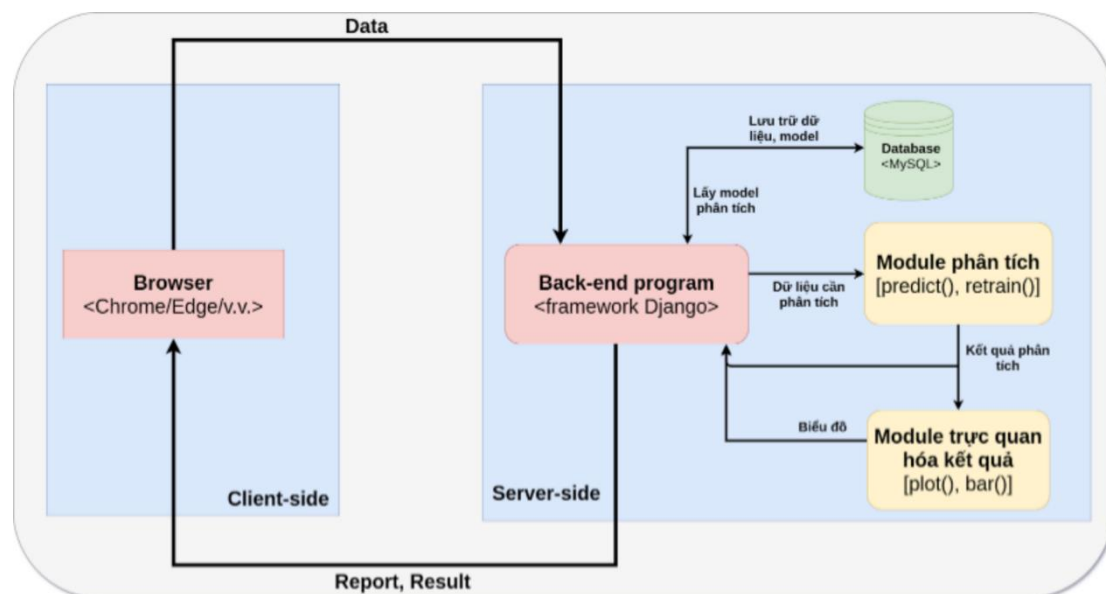 Data
Lưu trữ dữ
liệu, model
Database
<MySQL>
Lấy model
phân tích
Browser
<Chrome/Edge/v.v.>
Back-end program
<framework Django>
Dữ liệu cần
phân tích
Module phân tích
[predict(), retrain()]
Kết quả phân
tích
Biểu đồ
Module trực quan
hóa kết quả
[plot(), bar()]
Client-side
Server-side
Report, Result